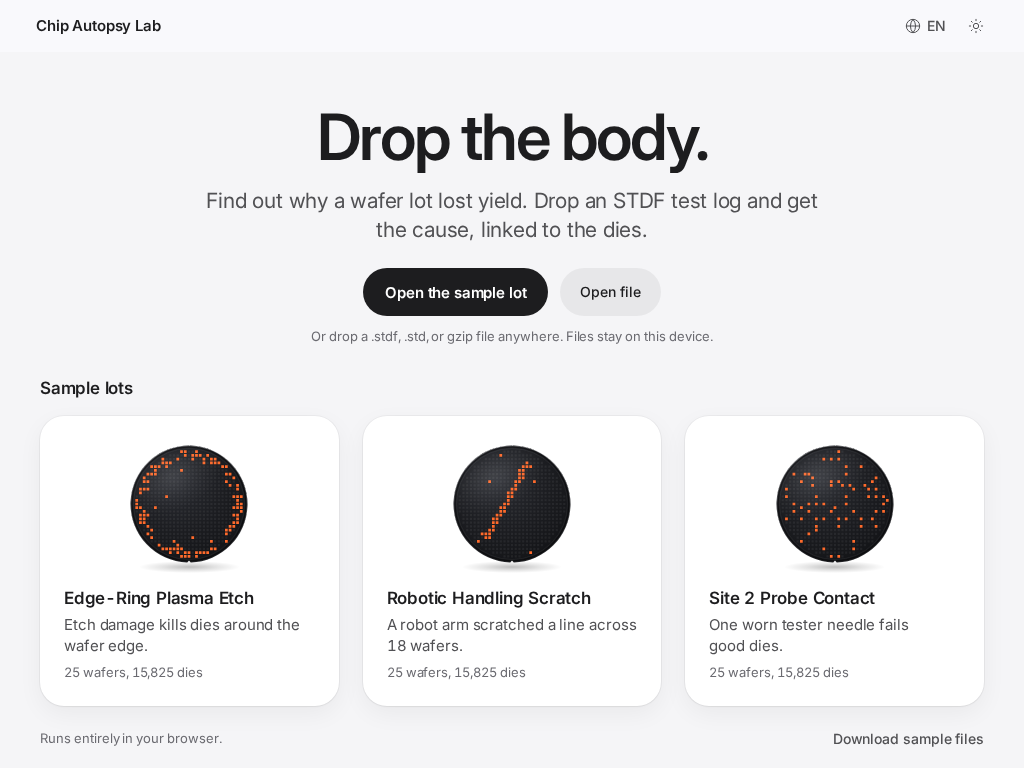 Chip Autopsy Lab
EN
Drop the body.
Find out why a wafer lot lost yield. Drop an STDF test log and get
the cause, linked to the dies.
Open the sample lot
Open file
Or drop a .stdf, .std, or gzip file anywhere. Files stay on this device.
Sample lots
Edge-Ring Plasma Etch
Etch damage kills dies around the
wafer edge.
25 wafers, 15,825 dies
Robotic Handling Scratch
A robot arm scratched a line across
18 wafers.
25 wafers, 15,825 dies
Site 2 Probe Contact
One worn tester needle fails
good dies.
25 wafers, 15,825 dies
Runs entirely in your browser.
Download sample files